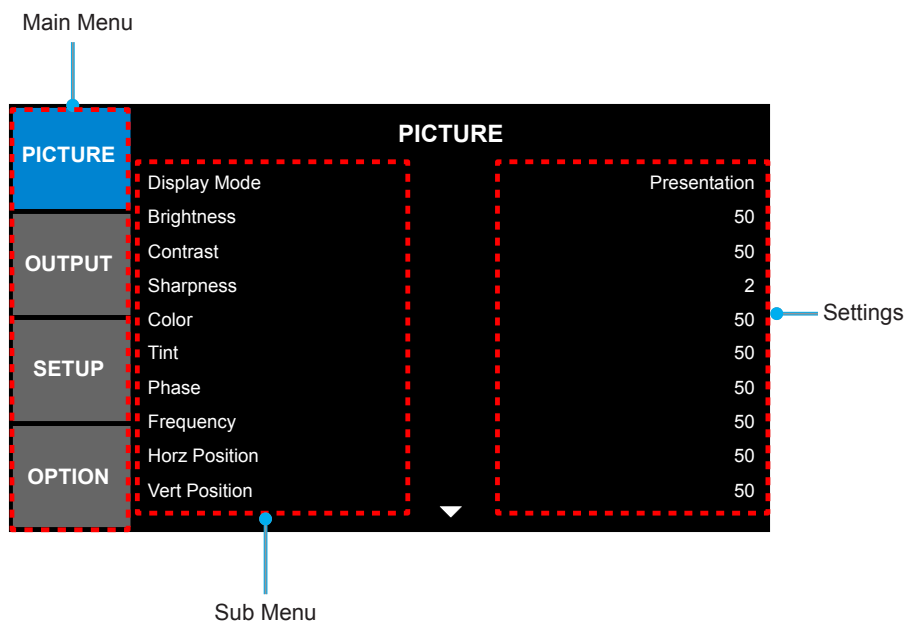 Main Menu
PICTURE
PICTURE
OUTPUT
SETUP
OPTION
Display Mode Presentation
Brightness 50
Contrast 50
Sharpness 2
Color 50
Tint 50
Phase 50
Frequency 50
Horz Position 50
Vert Position 50
Settings
Sub Menu